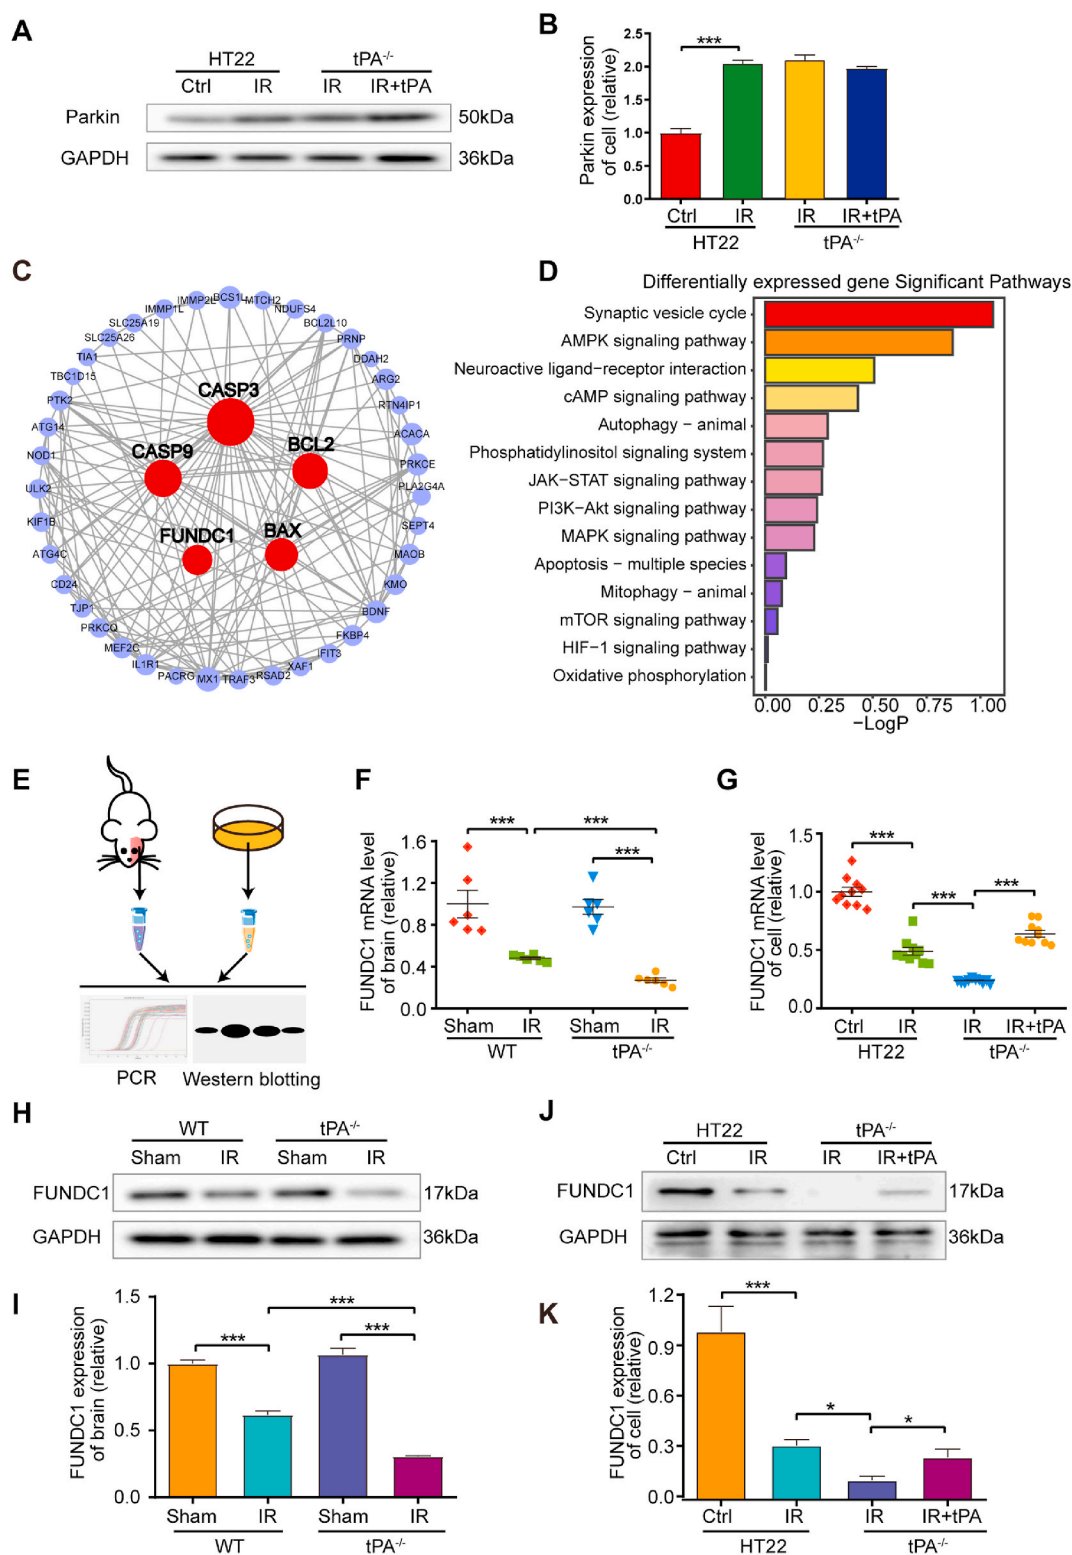 A
HT22
tPA-/-
Ctrl
IR
IR
IR+tPA
Parkin
50kDa
GAPDH
36kDa
B
Parkin expression
of cell (relative)
2.5
2.0
1.5
1.0
0.5
0.0
***
Ctrl
IR
IR
IR+tPA
HT22
tPA-/-
C
IMMP1L
IMMP2L
BCS1L
MTCH2
NDUFS4
SLC25A19
BCL2L10
SLC25A26
PRNP
TIA1
DDAH2
TBC1D15
ARG2
PTK2
RTN4IP1
ATG14
ACACA
NOD1
PRKCE
ULK2
PLA2G4A
KIF1B
SEPT4
ATG4C
MAOB
CD24
KMO
TJP1
BDNF
PRKCQ
FKBP4
MEF2C
IFIT3
IL1R1
XAF1
PACRG
MX1
TRAF3
RSAD2
CASP3
CASP9
BCL2
FUNDC1
BAX
D
Differentially expressed gene Significant Pathways
Synaptic vesicle cycle
AMPK signaling pathway
Neuroactive ligand−receptor interaction
cAMP signaling pathway
Autophagy − animal
Phosphatidylinositol signaling system
JAK−STAT signaling pathway
PI3K−Akt signaling pathway
MAPK signaling pathway
Apoptosis − multiple species
Mitophagy − animal
mTOR signaling pathway
HIF−1 signaling pathway
Oxidative phosphorylation
0.00 0.25 0.50 0.75 1.00
−LogP
E
PCR
Western blotting
F
FUNDC1 mRNA level
of brain (relative)
1.6
1.2
0.8
0.4
0.0
***
***
***
Sham
IR
Sham
IR
WT
tPA-/-
G
FUNDC1 mRNA level
of cell (relative)
1.5
1.0
0.5
0.0
***
***
***
Ctrl
IR
IR
IR+tPA
HT22
tPA-/-
H
WT
tPA-/-
Sham
IR
Sham
IR
FUNDC1
17kDa
GAPDH
36kDa
J
HT22
tPA-/-
Ctrl
IR
IR
IR+tPA
FUNDC1
17kDa
GAPDH
36kDa
I
FUNDC1 expression
of brain (relative)
1.5
1.0
0.5
0.0
***
***
***
Sham
IR
Sham
IR
WT
tPA-/-
K
FUNDC1 expression
of cell (relative)
1.2
0.9
0.6
0.3
0.0
***
*
*
Ctrl
IR
IR
IR+tPA
HT22
tPA-/-